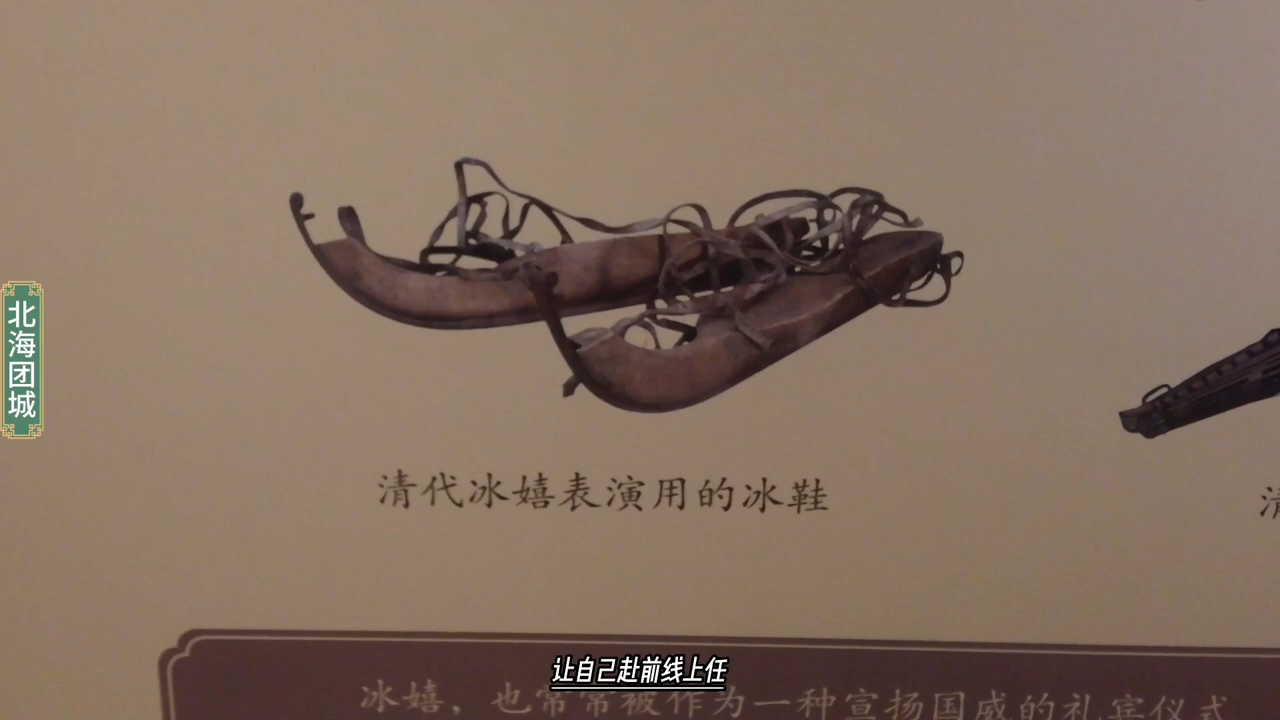 北海团城
清代冰嬉表演用的冰鞋
清
让自己赴前线上任
冰嬉，也常常被作为一种宣扬国威的礼宾仪式